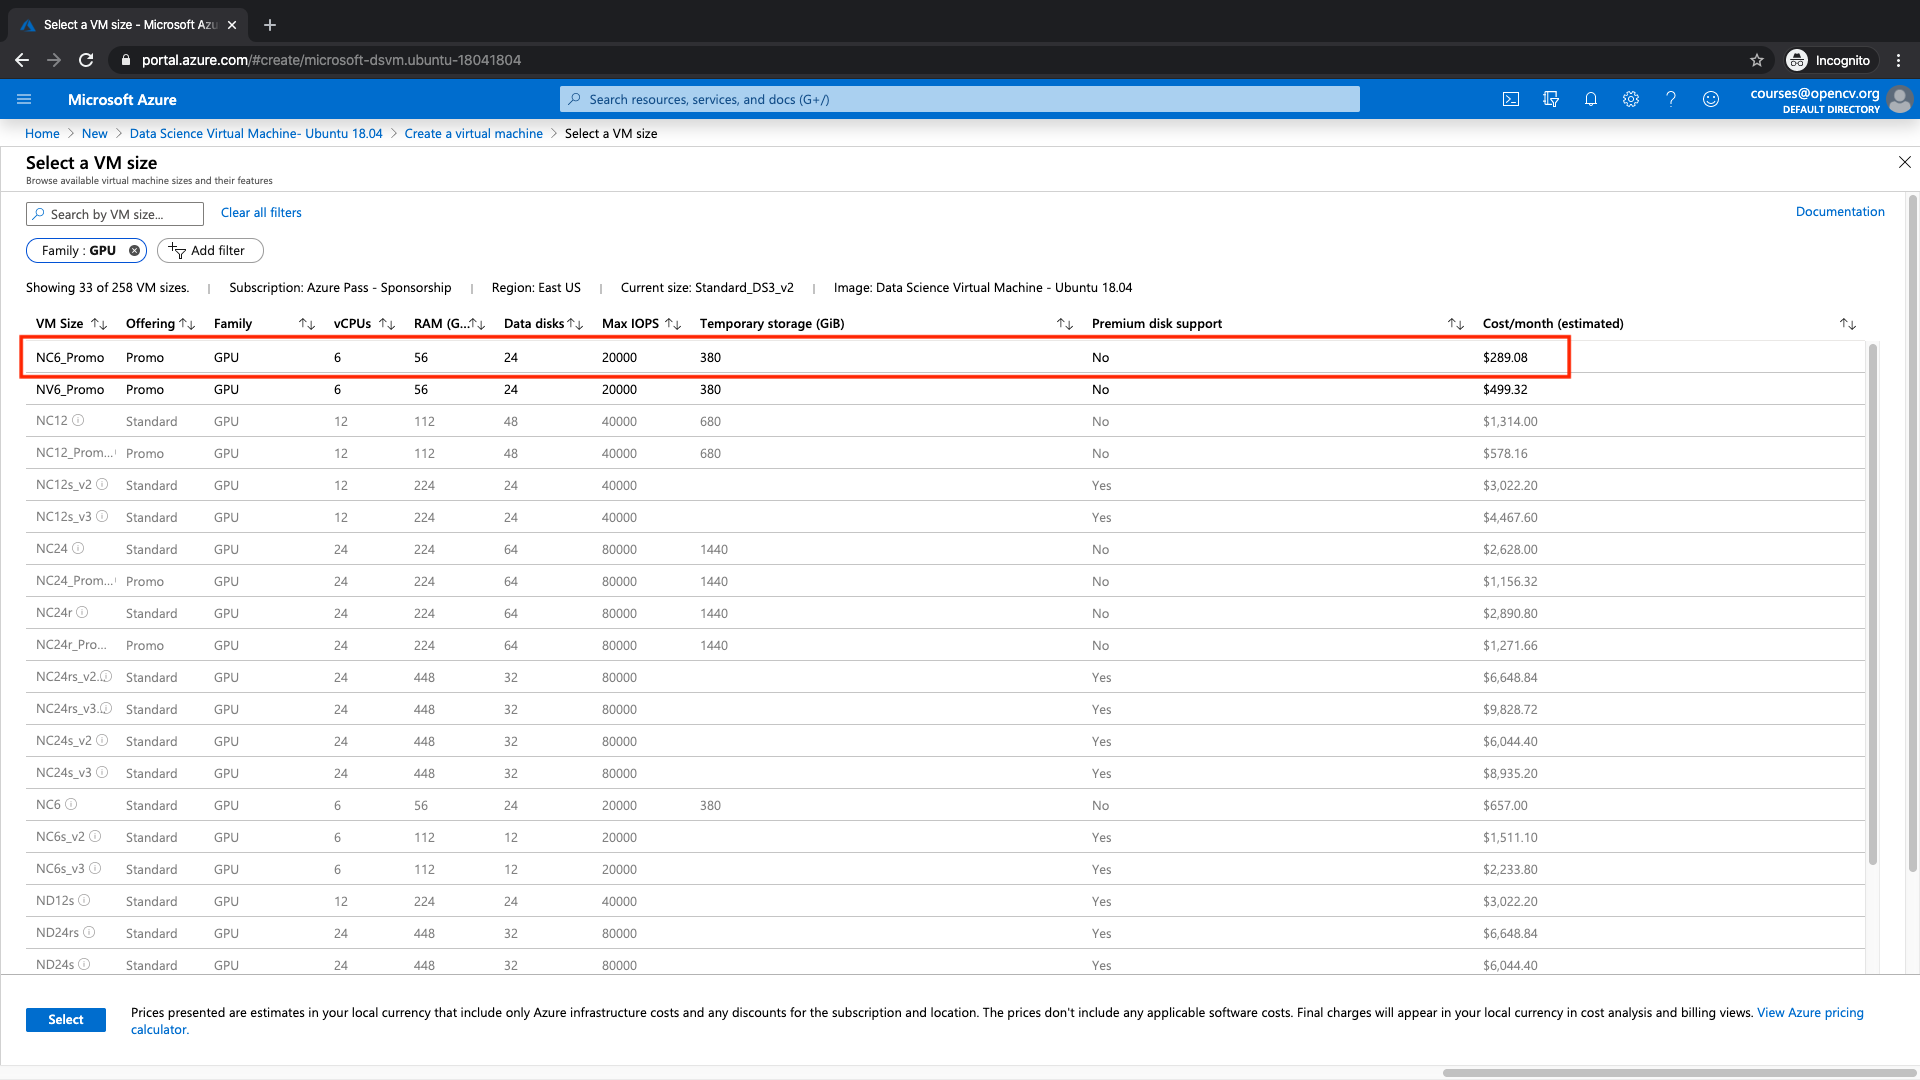 Select a VM size - Microsoft Azu
portal.azure.com/#create/microsoft-dsvm.ubuntu-18041804
Incognito
Microsoft Azure
Search resources, services, and docs (G+/)
courses@opencv.org
DEFAULT DIRECTORY
Home > New > Data Science Virtual Machine- Ubuntu 18.04 > Create a virtual machine > Select a VM size
Select a VM size
Browse available virtual machine sizes and their features
Search by VM size...
Clear all filters
Documentation
Family : GPU
Add filter
Showing 33 of 258 VM sizes. | Subscription: Azure Pass - Sponsorship | Region: East US | Current size: Standard_DS3_v2 | Image: Data Science Virtual Machine - Ubuntu 18.04
VM Size Offering Family vCPUs RAM (G... Data disks Max IOPS Temporary storage (GiB) Premium disk support Cost/month (estimated)
NC6_Promo Promo GPU 6 56 24 20000 380 No $289.08
NV6_Promo Promo GPU 6 56 24 20000 380 No $499.32
NC12 Standard GPU 12 112 48 40000 680 No $1,314.00
NC12_Prom... Promo GPU 12 112 48 40000 680 No $578.16
NC12s_v2 Standard GPU 12 224 24 40000 Yes $3,022.20
NC12s_v3 Standard GPU 12 224 24 40000 Yes $4,467.60
NC24 Standard GPU 24 224 64 80000 1440 No $2,628.00
NC24_Prom... Promo GPU 24 224 64 80000 1440 No $1,156.32
NC24r Standard GPU 24 224 64 80000 1440 No $2,890.80
NC24r_Pro... Promo GPU 24 224 64 80000 1440 No $1,271.66
NC24rs_v2... Standard GPU 24 448 32 80000 Yes $6,648.84
NC24rs_v3... Standard GPU 24 448 32 80000 Yes $9,828.72
NC24s_v2 Standard GPU 24 448 32 80000 Yes $6,044.40
NC24s_v3 Standard GPU 24 448 32 80000 Yes $8,935.20
NC6 Standard GPU 6 56 24 20000 380 No $657.00
NC6s_v2 Standard GPU 6 112 12 20000 Yes $1,511.10
NC6s_v3 Standard GPU 6 112 12 20000 Yes $2,233.80
ND12s Standard GPU 12 224 24 40000 Yes $3,022.20
ND24rs Standard GPU 24 448 32 80000 Yes $6,648.84
ND24s Standard GPU 24 448 32 80000 Yes $6,044.40
Select
Prices presented are estimates in your local currency that include only Azure infrastructure costs and any discounts for the subscription and location. The prices don't include any applicable software costs. Final charges will appear in your local currency in cost analysis and billing views. View Azure pricing
calculator.